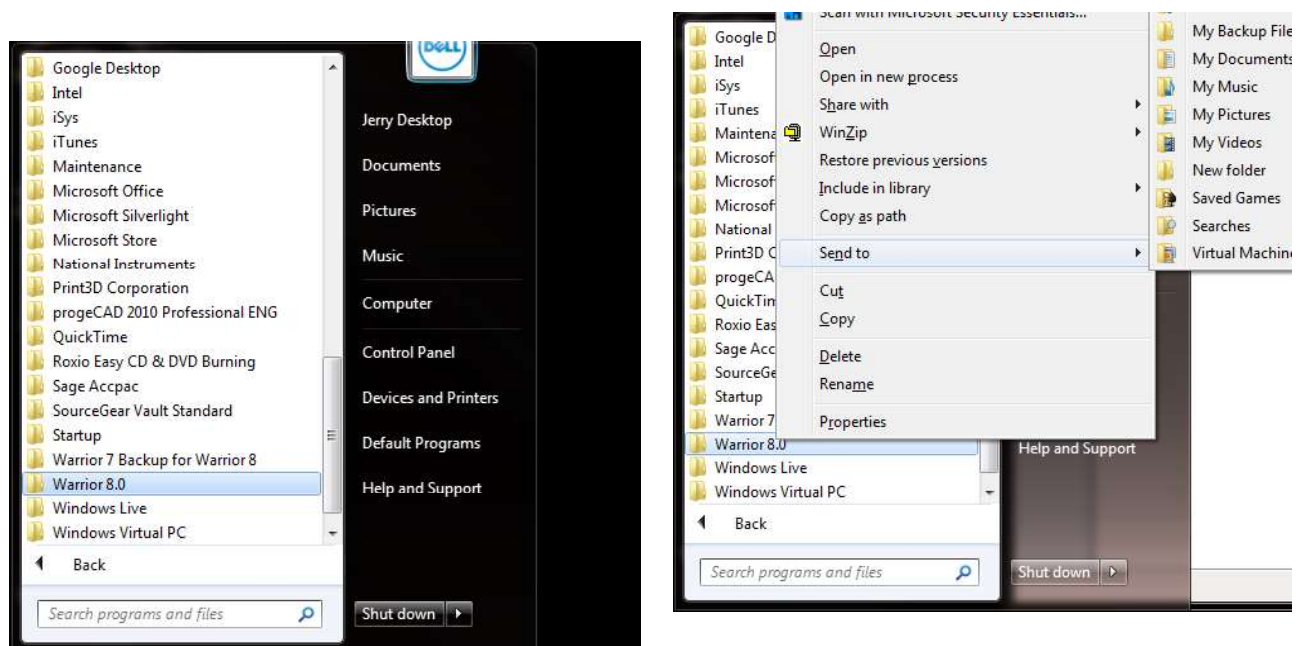 DELL
Google Desktop
Intel
iSys
iTunes
Maintenance
Microsoft Office
Microsoft Silverlight
Microsoft Store
National Instruments
Print3D Corporation
progeCAD 2010 Professional ENG
QuickTime
Roxio Easy CD & DVD Burning
Sage Accpac
SourceGear Vault Standard
Startup
Warrior 7 Backup for Warrior 8
Warrior 8.0
Windows Live
Windows Virtual PC
Back
Search programs and files
Jerry Desktop
Documents
Pictures
Music
Computer
Control Panel
Devices and Printers
Default Programs
Help and Support
Shut down
Google D
Intel
iSys
iTunes
Maintena
Microsof
Microsof
Microsof
National
Print3D C
progeCA
QuickTim
Roxio Eas
Sage Acc
SourceGe
Startup
Warrior 7
Warrior 8.0
Windows Live
Windows Virtual PC
Back
Search programs and files
Scan with Microsoft Security Essentials...
Open
Open in new process
Share with
WinZip
Restore previous versions
Include in library
Copy as path
Send to
Cut
Copy
Delete
Rename
Properties
Help and Support
Shut down
My Backup File
My Documents
My Music
My Pictures
My Videos
New folder
Saved Games
Searches
Virtual Machine